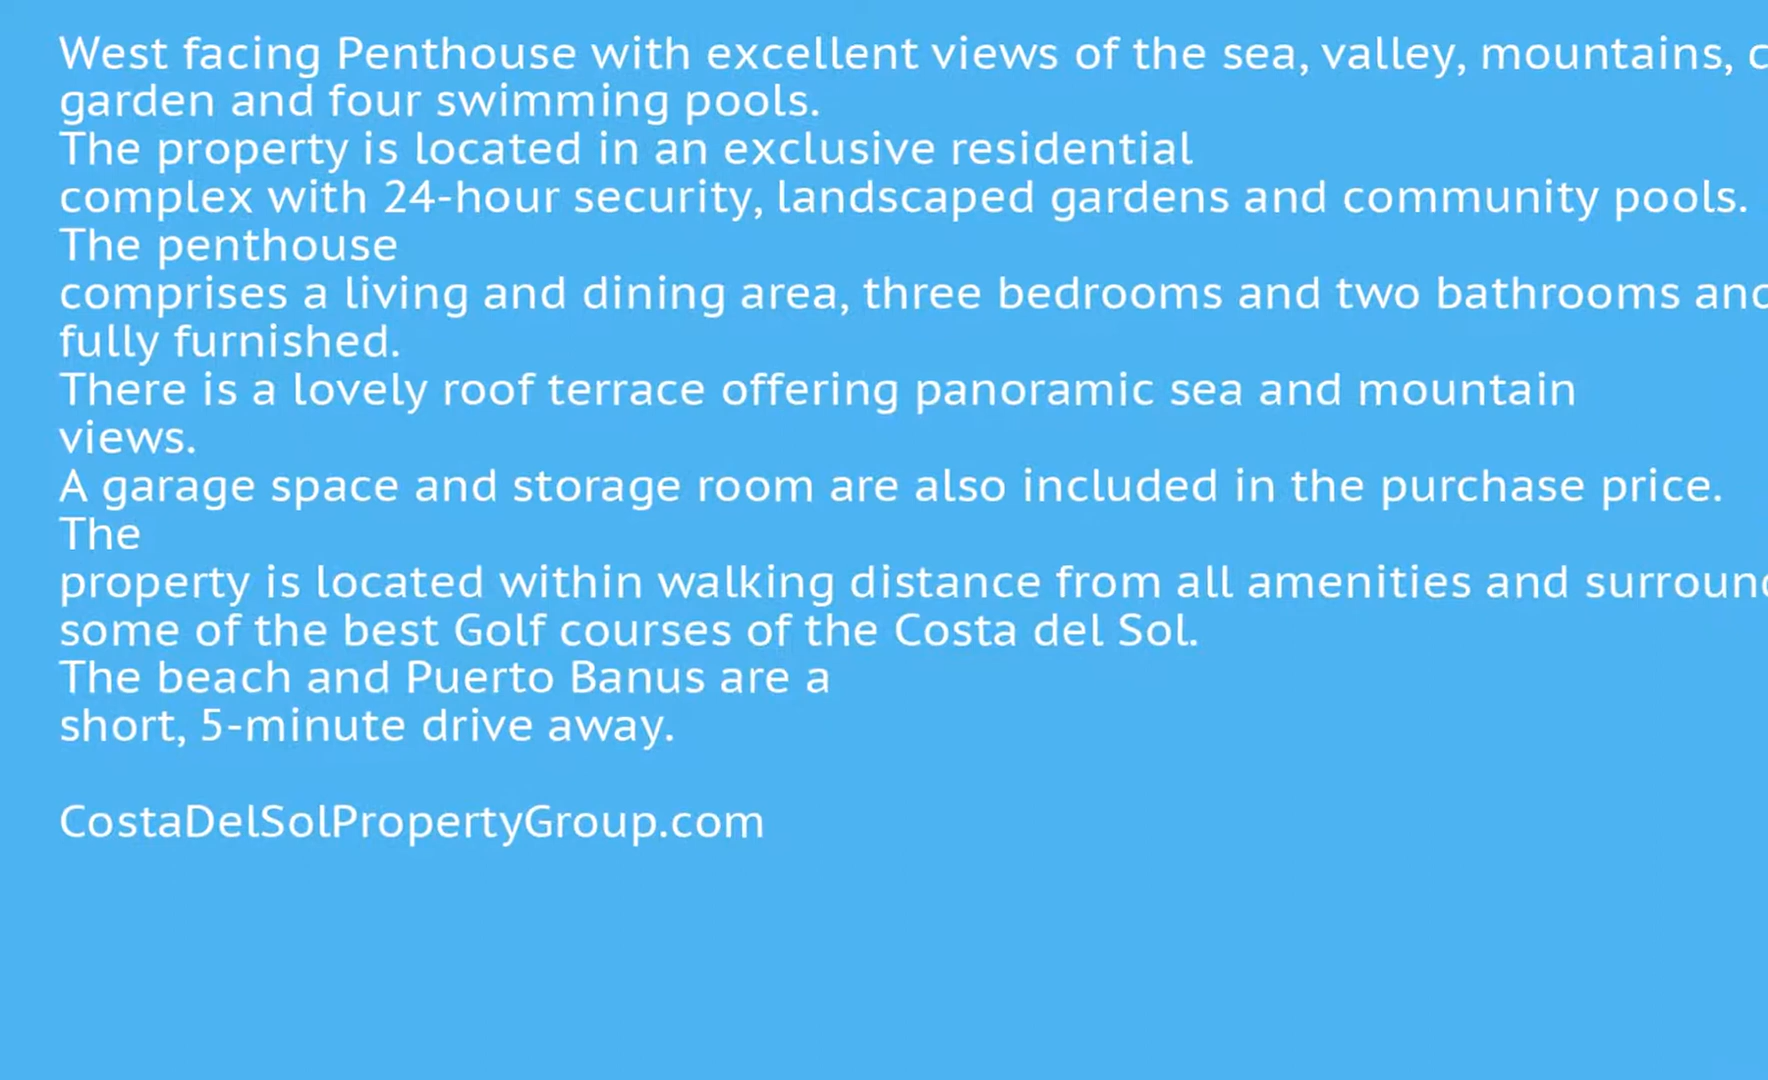 West facing Penthouse with excellent views of the sea, valley, mountains,
garden and four swimming pools.
The property is located in an exclusive residential
complex with 24-hour security, landscaped gardens and community pools.
The penthouse
comprises a living and dining area, three bedrooms and two bathrooms and
fully furnished.
There is a lovely roof terrace offering panoramic sea and mountain
views.
A garage space and storage room are also included in the purchase price.
The
property is located within walking distance from all amenities and
some of the best Golf courses of the Costa del Sol.
The beach and Puerto Banus are a
short, 5-minute drive away.
CostaDelSolPropertyGroup.com